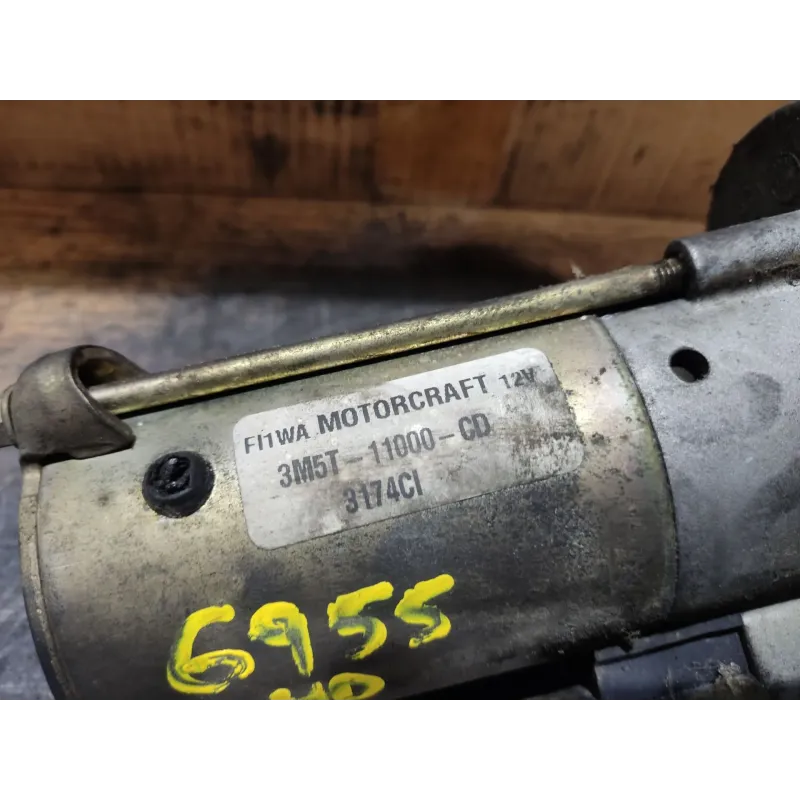 FI1WA MOTORCRAFT 12V
3M5T-11000-CD
3174CI
6955